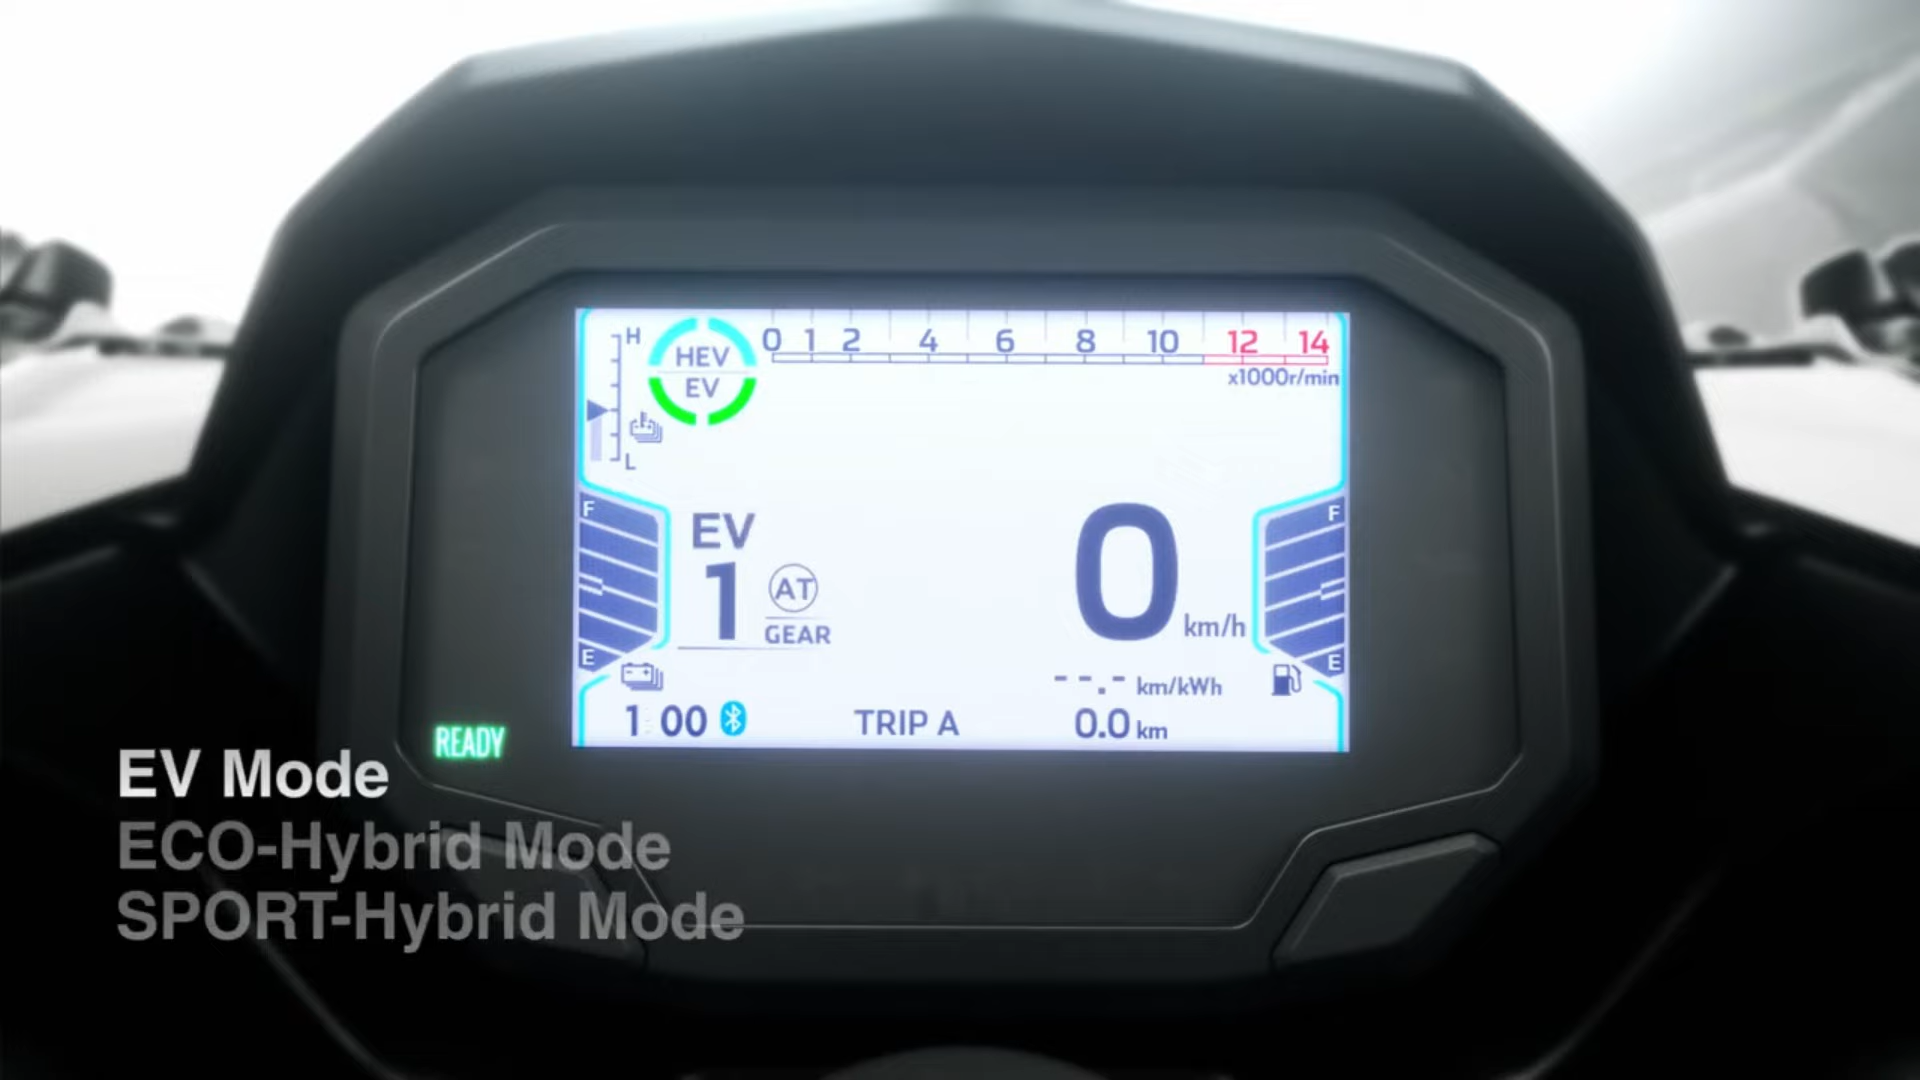 H
HEV
EV
0 1 2 4 6 8 10 12 14
x1000r/min
L
F
F
EV
1 AT
GEAR
0 km/h
E
E
--.- km/kWh
1 00
TRIP A
0.0 km
READY
EV Mode
ECO-Hybrid Mode
SPORT-Hybrid Mode